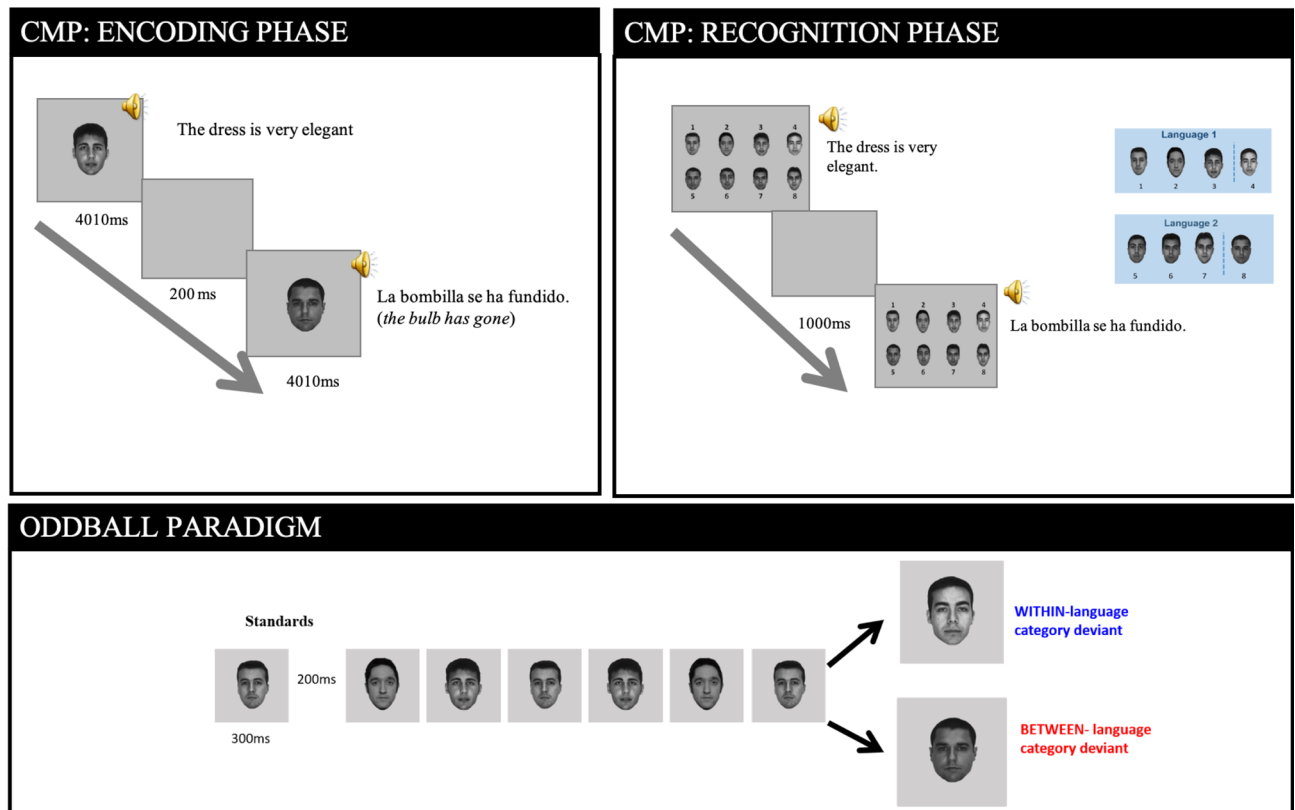 CMP: ENCODING PHASE
The dress is very elegant
4010ms
200 ms
La bombilla se ha fundido.
(the bulb has gone)
4010ms
CMP: RECOGNITION PHASE
1 2 3 4
5 6 7 8
The dress is very
elegant.
1000ms
1 2 3 4
5 6 7 8
La bombilla se ha fundido.
Language 1
1 2 3 4
Language 2
5 6 7 8
ODDBALL PARADIGM
Standards
200ms
300ms
WITHIN-language
category deviant
BETWEEN- language
category deviant